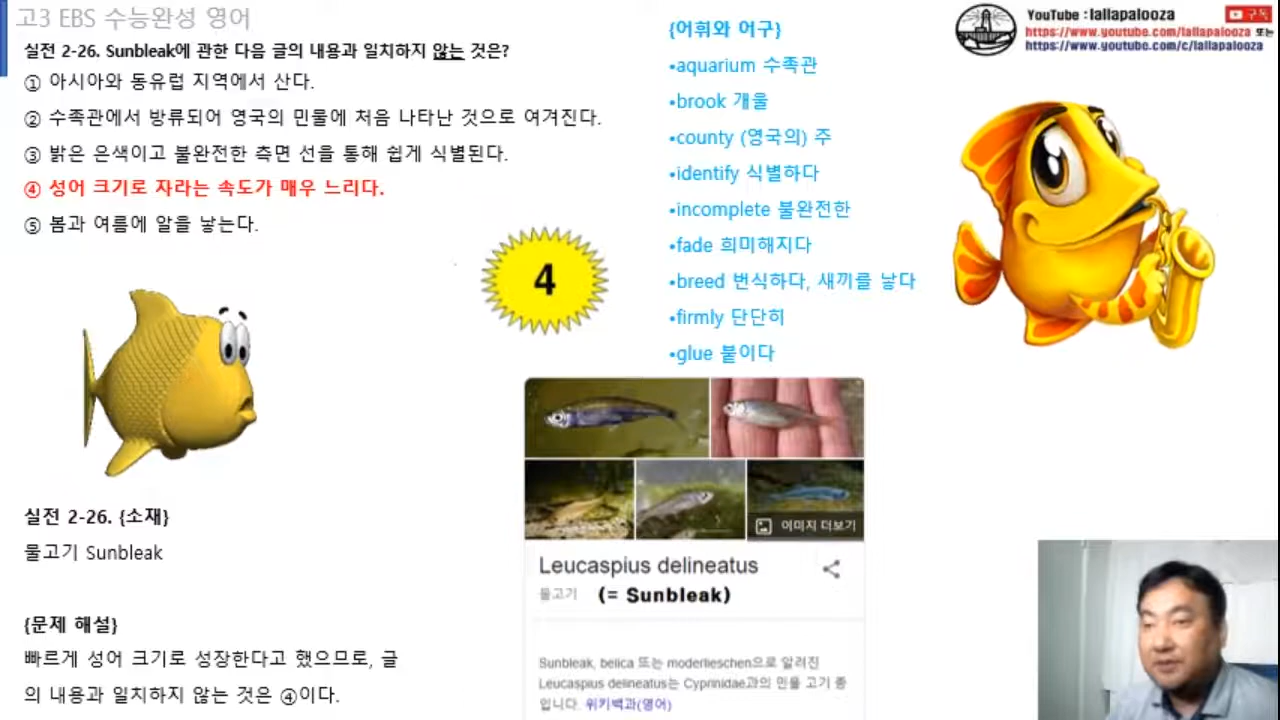 고3 EBS 수능완성 영어
실전 2-26. Sunbleak에 관한 다음 글의 내용과 일치하지 않는 것은?
① 아시아와 동유럽 지역에서 산다.
② 수족관에서 방류되어 영국의 민물에 처음 나타난 것으로 여겨진다.
③ 밝은 은색이고 불완전한 측면 선을 통해 쉽게 식별된다.
④ 성어 크기로 자라는 속도가 매우 느리다.
⑤ 봄과 여름에 알을 낳는다.
4
실전 2-26. {소재}
물고기 Sunbleak
{문제 해설}
빠르게 성어 크기로 성장한다고 했으므로, 글
의 내용과 일치하지 않는 것은 ④이다.
{어휘와 어구}
•aquarium 수족관
•brook 개울
•county (영국의) 주
•identify 식별하다
•incomplete 불완전한
•fade 희미해지다
•breed 번식하다, 새끼를 낳다
•firmly 단단히
•glue 붙이다
이미지 더보기
Leucaspius delineatus
물고기 (= Sunbleak)
Sunbleak, belica 또는 moderlieschen으로 알려진
Leucaspius delineatus는 Cyprinidae과의 민물 고기 종
입니다. 위키백과(영어)
YouTube : lallapalooza
구독
https://www.youtube.com/lallapalooza 또는
https://www.youtube.com/c/lallapalooza